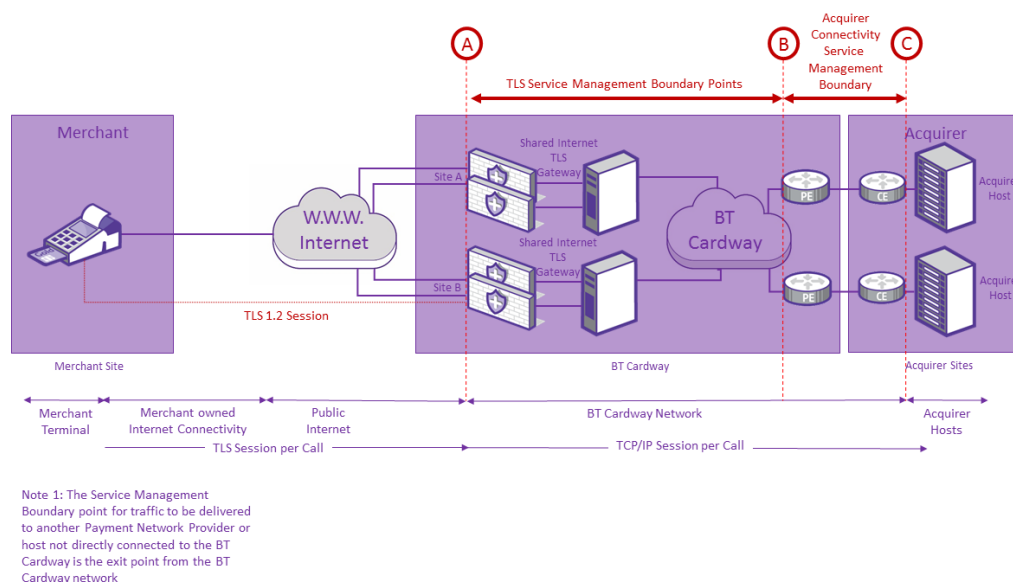 Acquirer
Connectivity
Service
Management
Boundary
A
B
C
TLS Service Management Boundary Points
Merchant
Acquirer
Shared Internet
TLS
Gateway
Site A
Acquirer
Host
W.W.W.
Internet
BT
Cardway
PE
CE
Shared Internet
TLS
Gateway
Site B
Acquirer
Host
PE
CE
TLS 1.2 Session
Merchant Site
BT Cardway
Acquirer Sites
Merchant
Terminal
Merchant owned
Internet Connectivity
Public
Internet
BT Cardway Network
Acquirer
Hosts
TLS Session per Call
TCP/IP Session per Call
Note 1: The Service Management
Boundary point for traffic to be delivered
to another Payment Network Provider or
host not directly connected to the BT
Cardway is the exit point from the BT
Cardway network